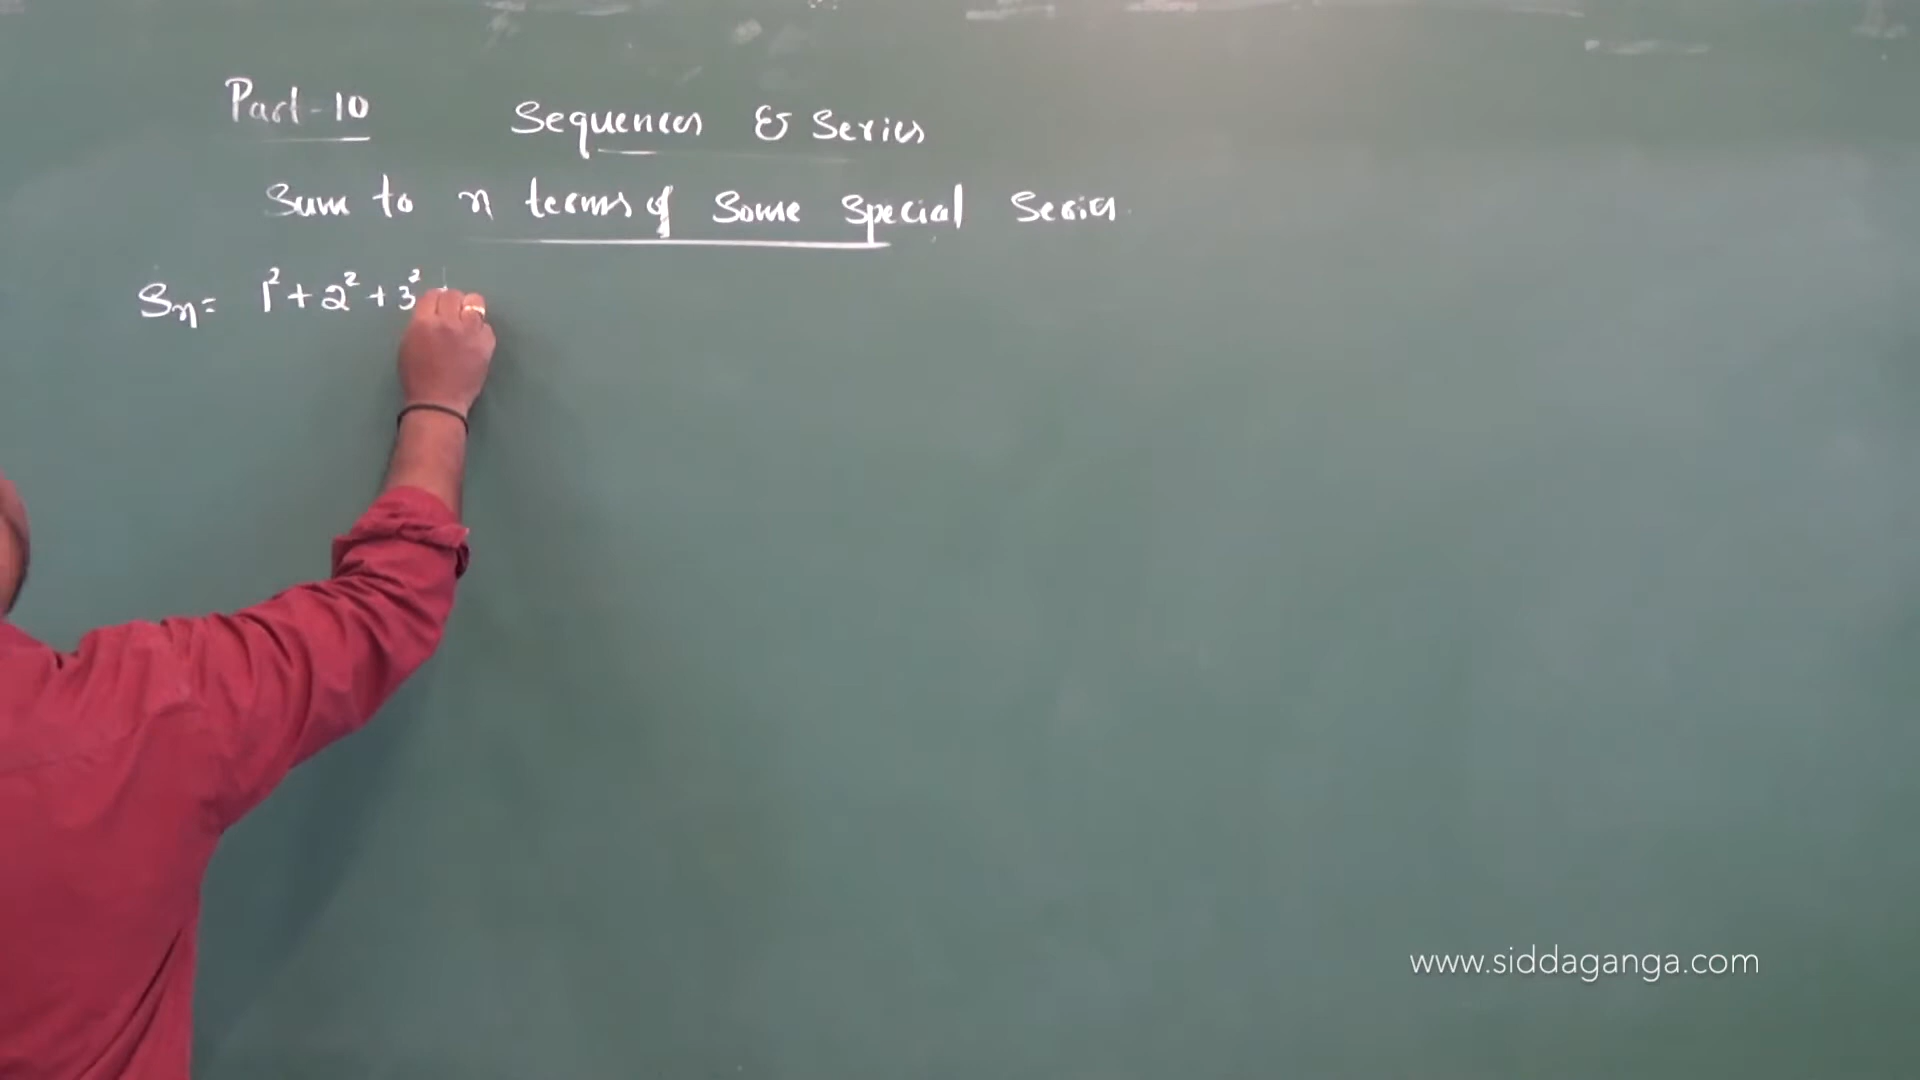 Part-10 Sequences & Series
Sum to n terms of Some Special Series
Sn = 1² + 2² + 3² +
www.siddaganga.com